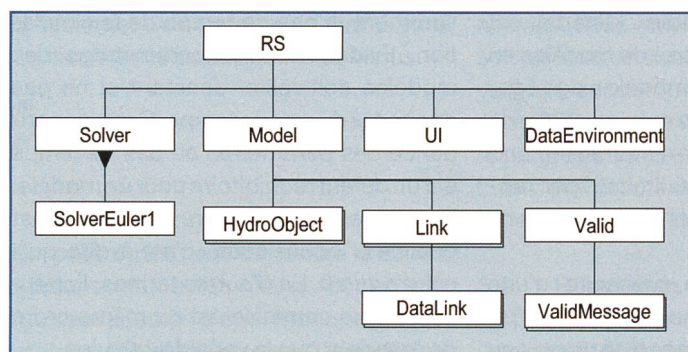 RS
Solver
Model
UI
DataEnvironment
SolverEuler1
HydroObject
Link
Valid
DataLink
ValidMessage